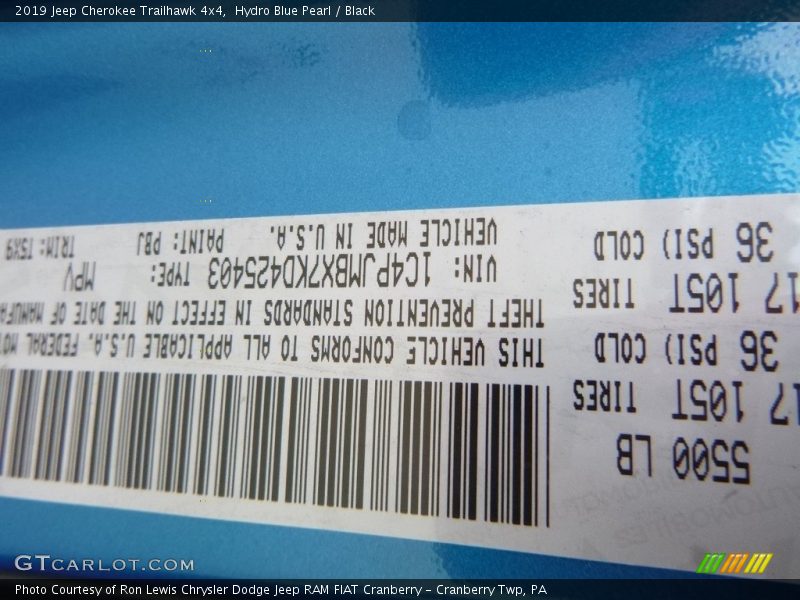 2019 Jeep Cherokee Trailhawk 4x4,  Hydro Blue Pearl / Black
5500 LB
17 105T TIRES
36 PSI) COLD
17 105T TIRES
36 PSI) COLD
THIS VEHICLE CONFORMS TO ALL APPLICABLE U.S.A. FEDERAL
THEFT PREVENTION STANDARDS IN EFFECT ON THE DATE OF
VIN: 1C4PJMBX7KD425403 TYPE: MPV
VEHICLE MADE IN U.S.A. PAINT: PBJ TRIM: T5X9
GTCARLOT.COM
Photo Courtesy of Ron Lewis Chrysler Dodge Jeep RAM FIAT Cranberry – Cranberry Twp, PA